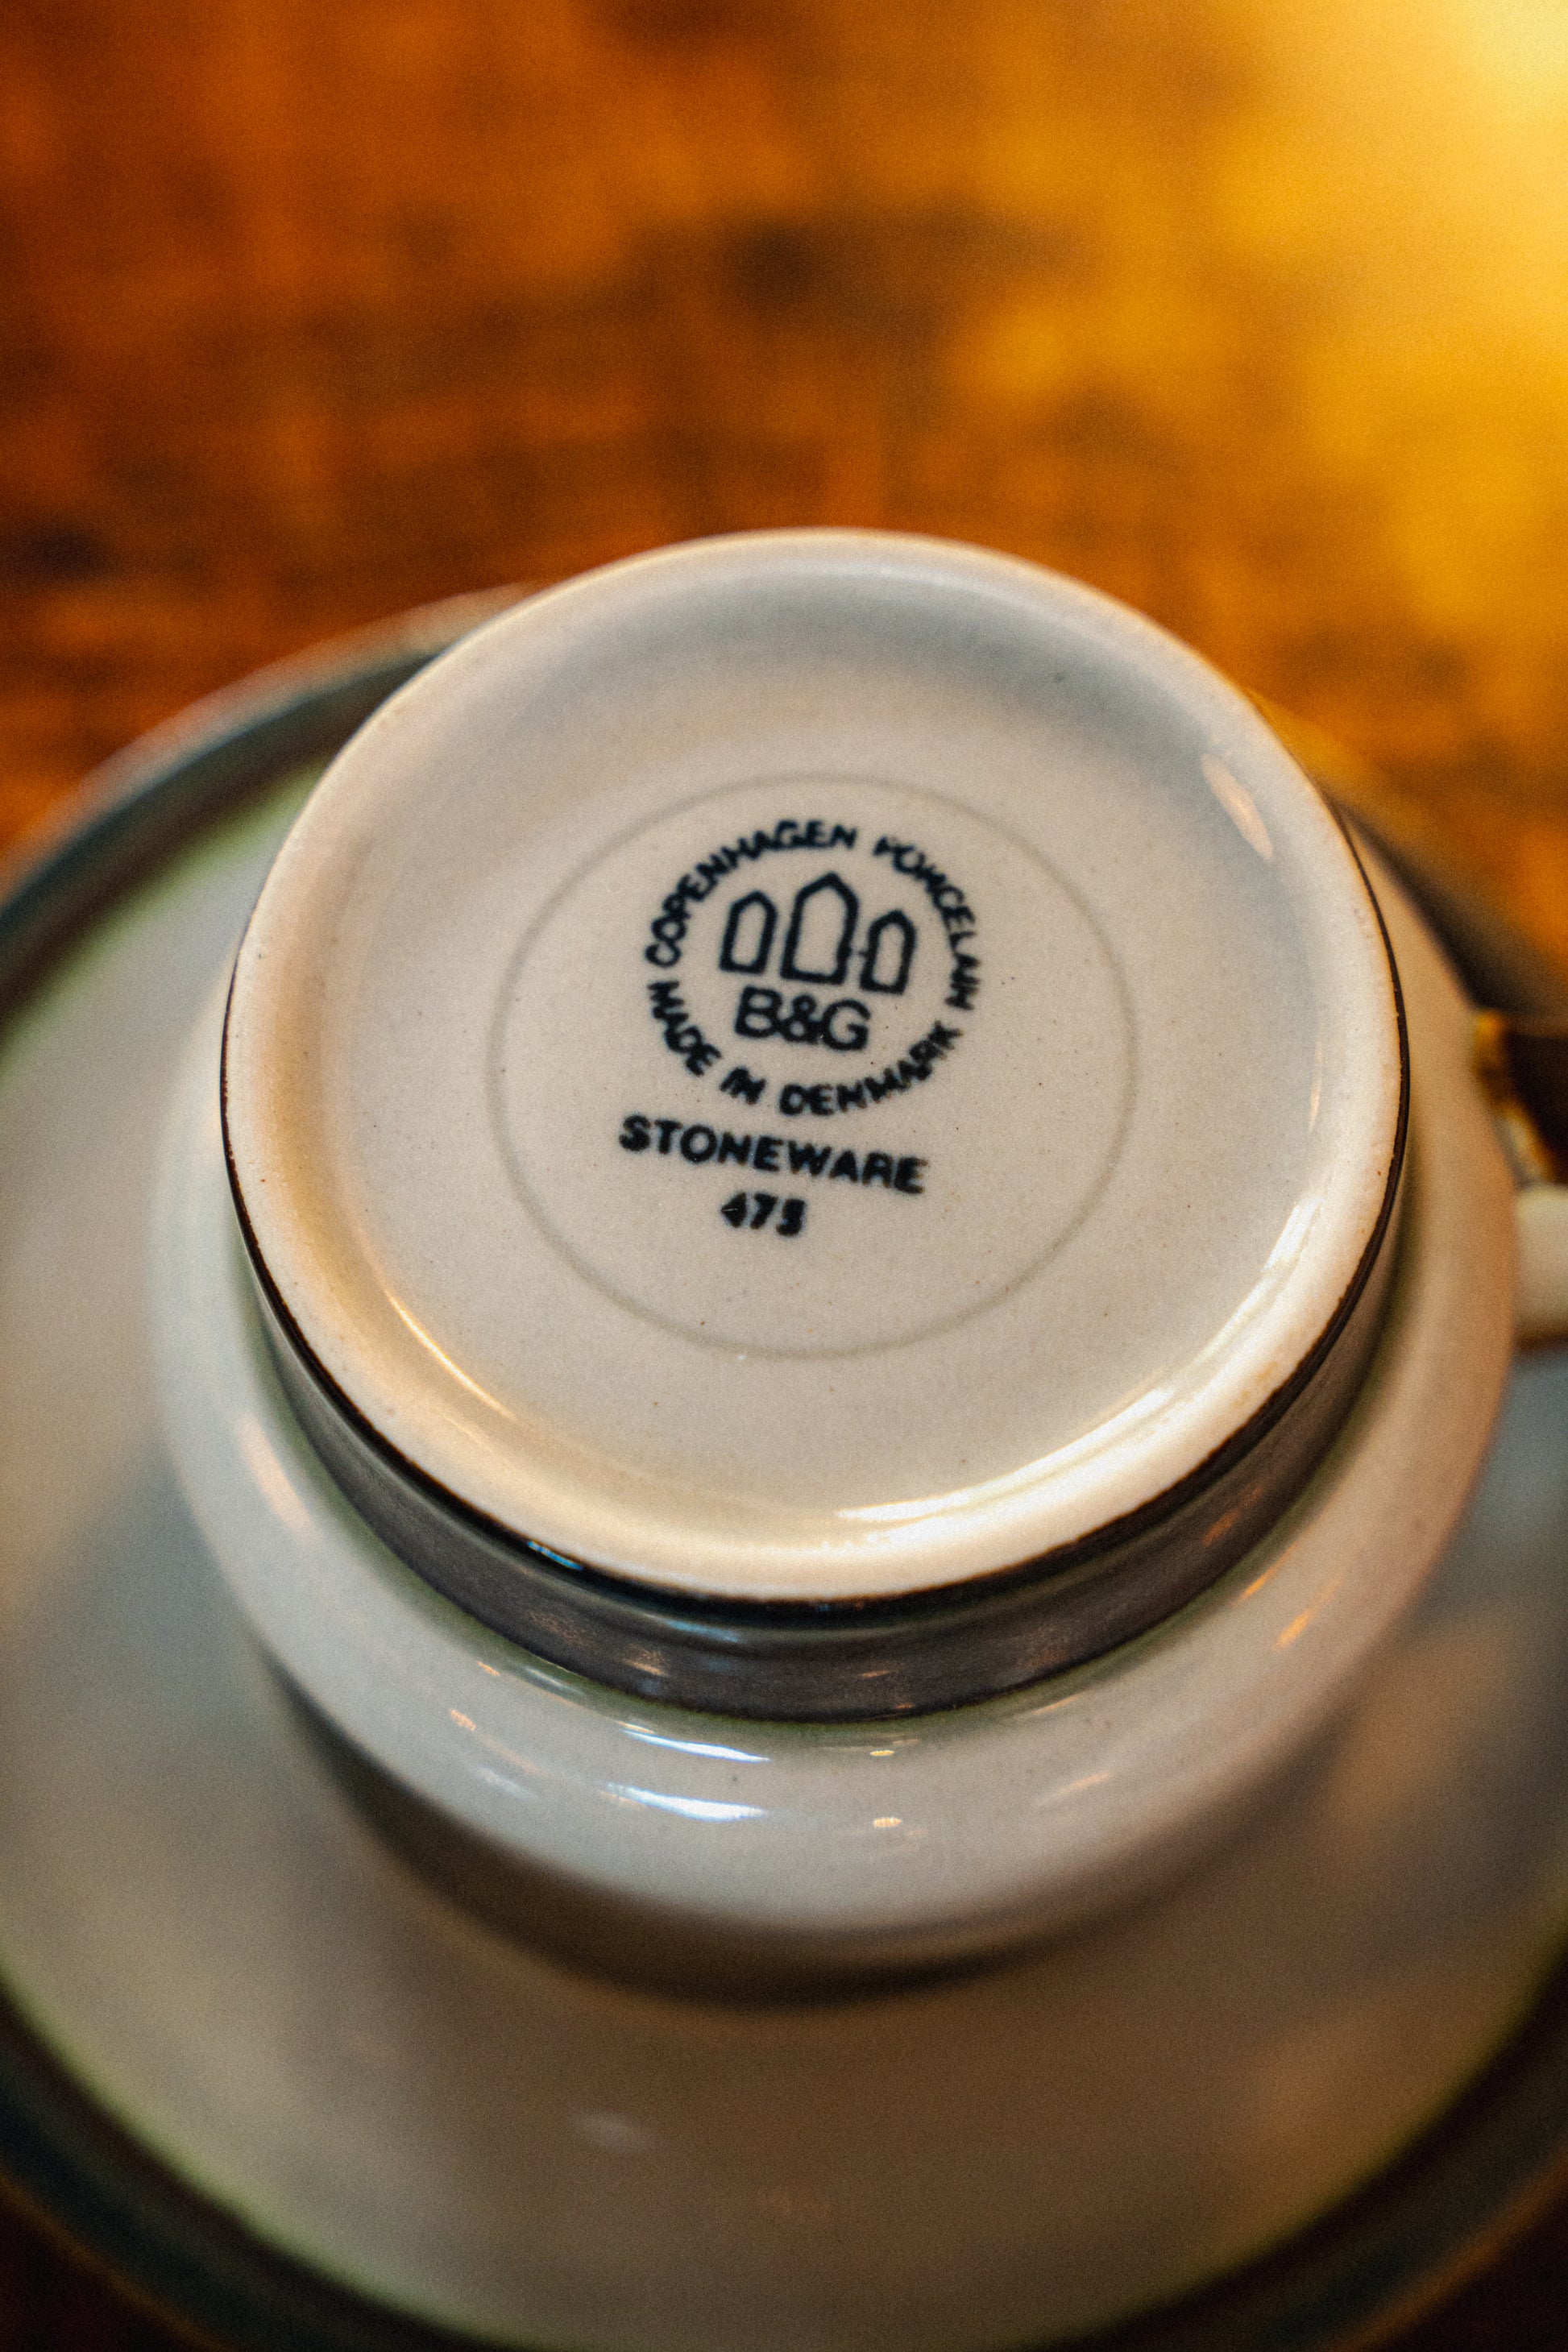 COPENHAGEN PORCELAIN
B&G
MADE IN DENMARK
STONEWARE
475